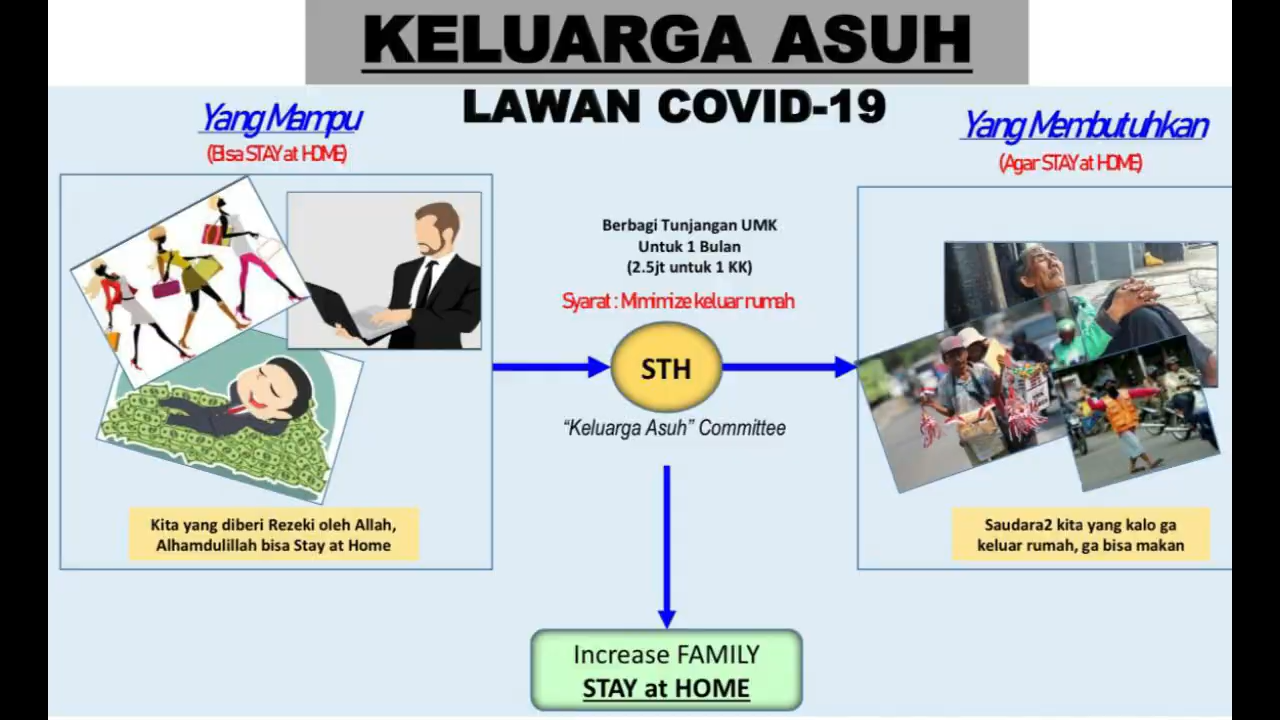 KELUARGA ASUH
LAWAN COVID-19
Yang Mampu
(Bisa STAY at HOME)
Kita yang diberi Rezeki oleh Allah,
Alhamdulillah bisa Stay at Home
Berbagi Tunjangan UMK
Untuk 1 Bulan
(2.5jt untuk 1 KK)
Syarat : Mimimize keluar rumah
STH
“Keluarga Asuh” Committee
Increase FAMILY
STAY at HOME
Yang Membutuhkan
(Agar STAY at HOME)
Saudara2 kita yang kalo ga
keluar rumah, ga bisa makan